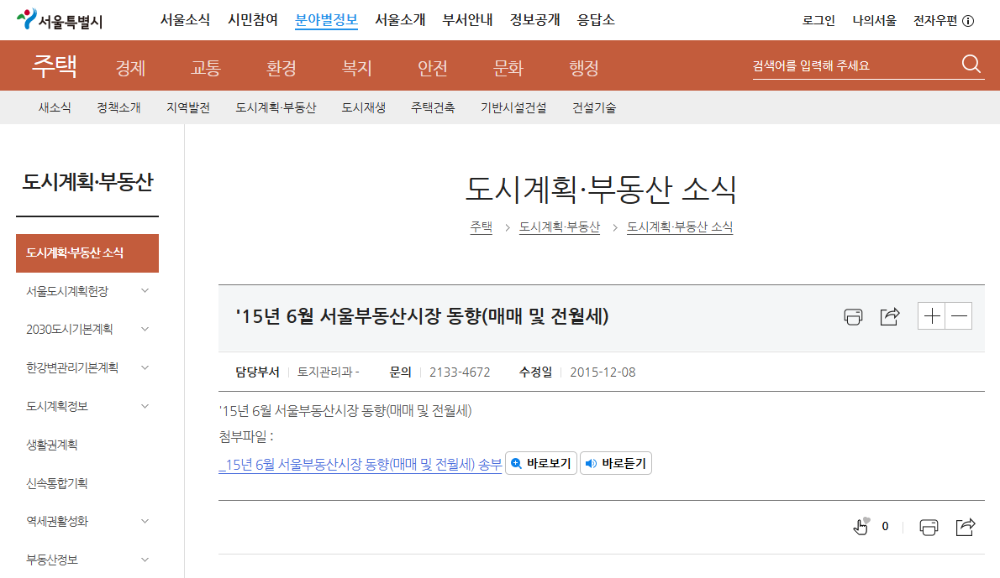 서울특별시 서울소식 시민참여 분야별정보 서울소개 부서안내 정보공개 응답소 로그인 나의서울 전자우편
주택 경제 교통 환경 복지 안전 문화 행정 검색어를 입력해 주세요
새소식 정책소개 지역발전 도시계획·부동산 도시재생 주택건축 기반시설건설 건설기술
도시계획·부동산
도시계획·부동산 소식
서울도시계획헌장
2030도시기본계획
한강변관리기본계획
도시계획정보
생활권계획
신속통합기획
역세권활성화
부동산정보
도시계획·부동산 소식
주택 > 도시계획·부동산 > 도시계획·부동산 소식
'15년 6월 서울부동산시장 동향(매매 및 전월세)
담당부서 토지관리과 - 문의 2133-4672 수정일 2015-12-08
'15년 6월 서울부동산시장 동향(매매 및 전월세)
첨부파일 :
_15년 6월 서울부동산시장 동향(매매 및 전월세) 송부 바로보기 바로듣기
0